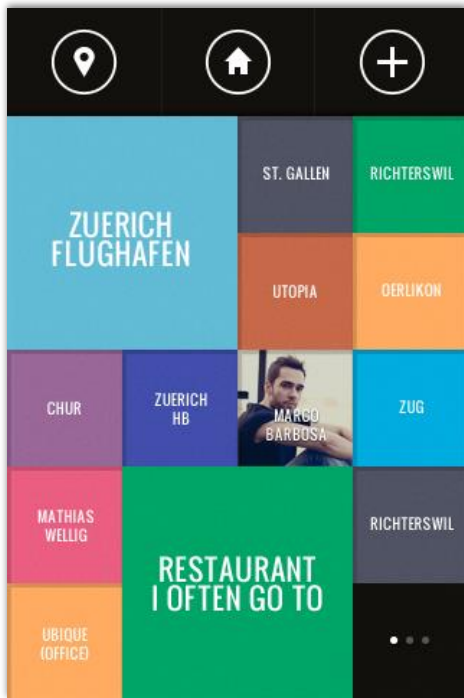 ZUERICH
FLUGHAFEN
ST. GALLEN
RICHTERSWIL
UTOPIA
OERLIKON
CHUR
ZUERICH
HB
MARCO
BARBOSA
ZUG
MATHIAS
WELLIG
RESTAURANT
I OFTEN GO TO
RICHTERSWIL
UBIQUE
(OFFICE)